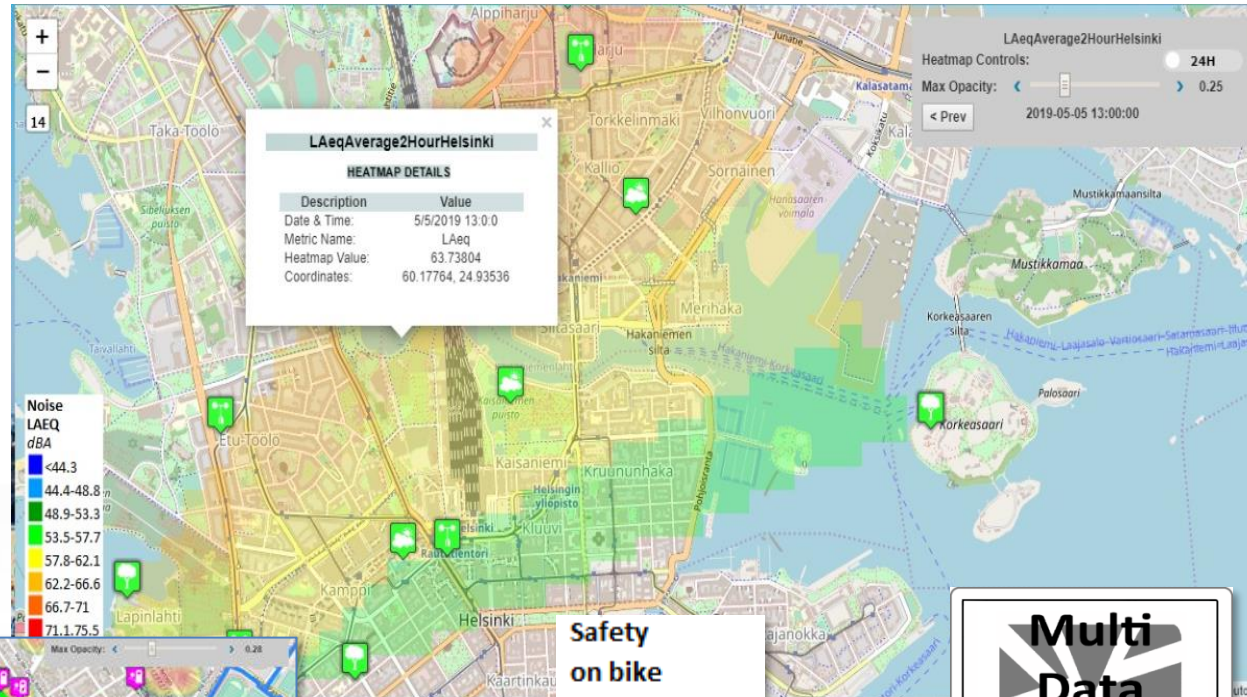 +
−
14
LAeqAverage2HourHelsinki
Heatmap Controls:
24H
Max Opacity:
0.25
< Prev
2019-05-05 13:00:00
×
LAeqAverage2HourHelsinki
HEATMAP DETAILS
Description Value
Date & Time: 5/5/2019 13:0:0
Metric Name: LAeq
Heatmap Value: 63.73804
Coordinates: 60.17764, 24.93536
Alppiharju
Junatie
Kalasatama
Taka-Töölö
Torkkelinmäki
Vilhonvuori
Kallio
Sörnäinen
Sibeliuksen
puisto
Hanasaaren
voimala
Mustikkamaansilta
Mustikkamaa
Merihaka
Siltasaari
Hakaniemen
silta
Hakaniemi-Korkeasaari
Korkeasaaren
silta
Taivallahti
Palosaari
Korkeasaari
Etu-Töölö
puisto
Kaisaniemi
Kruununhaka
Pohjoisranta
Helsingin
yliopisto
Kluuvi
Rautatientori
Kamppi
Lapinlahti
Helsinki
Noise
LAEQ
dBA
<44.3
44.4-48.8
48.9-53.3
53.5-57.7
57.8-62.1
62.2-66.6
66.7-71
71.1.75.5
Max Opacity:
0.28
Safety
on bike
Multi
Data